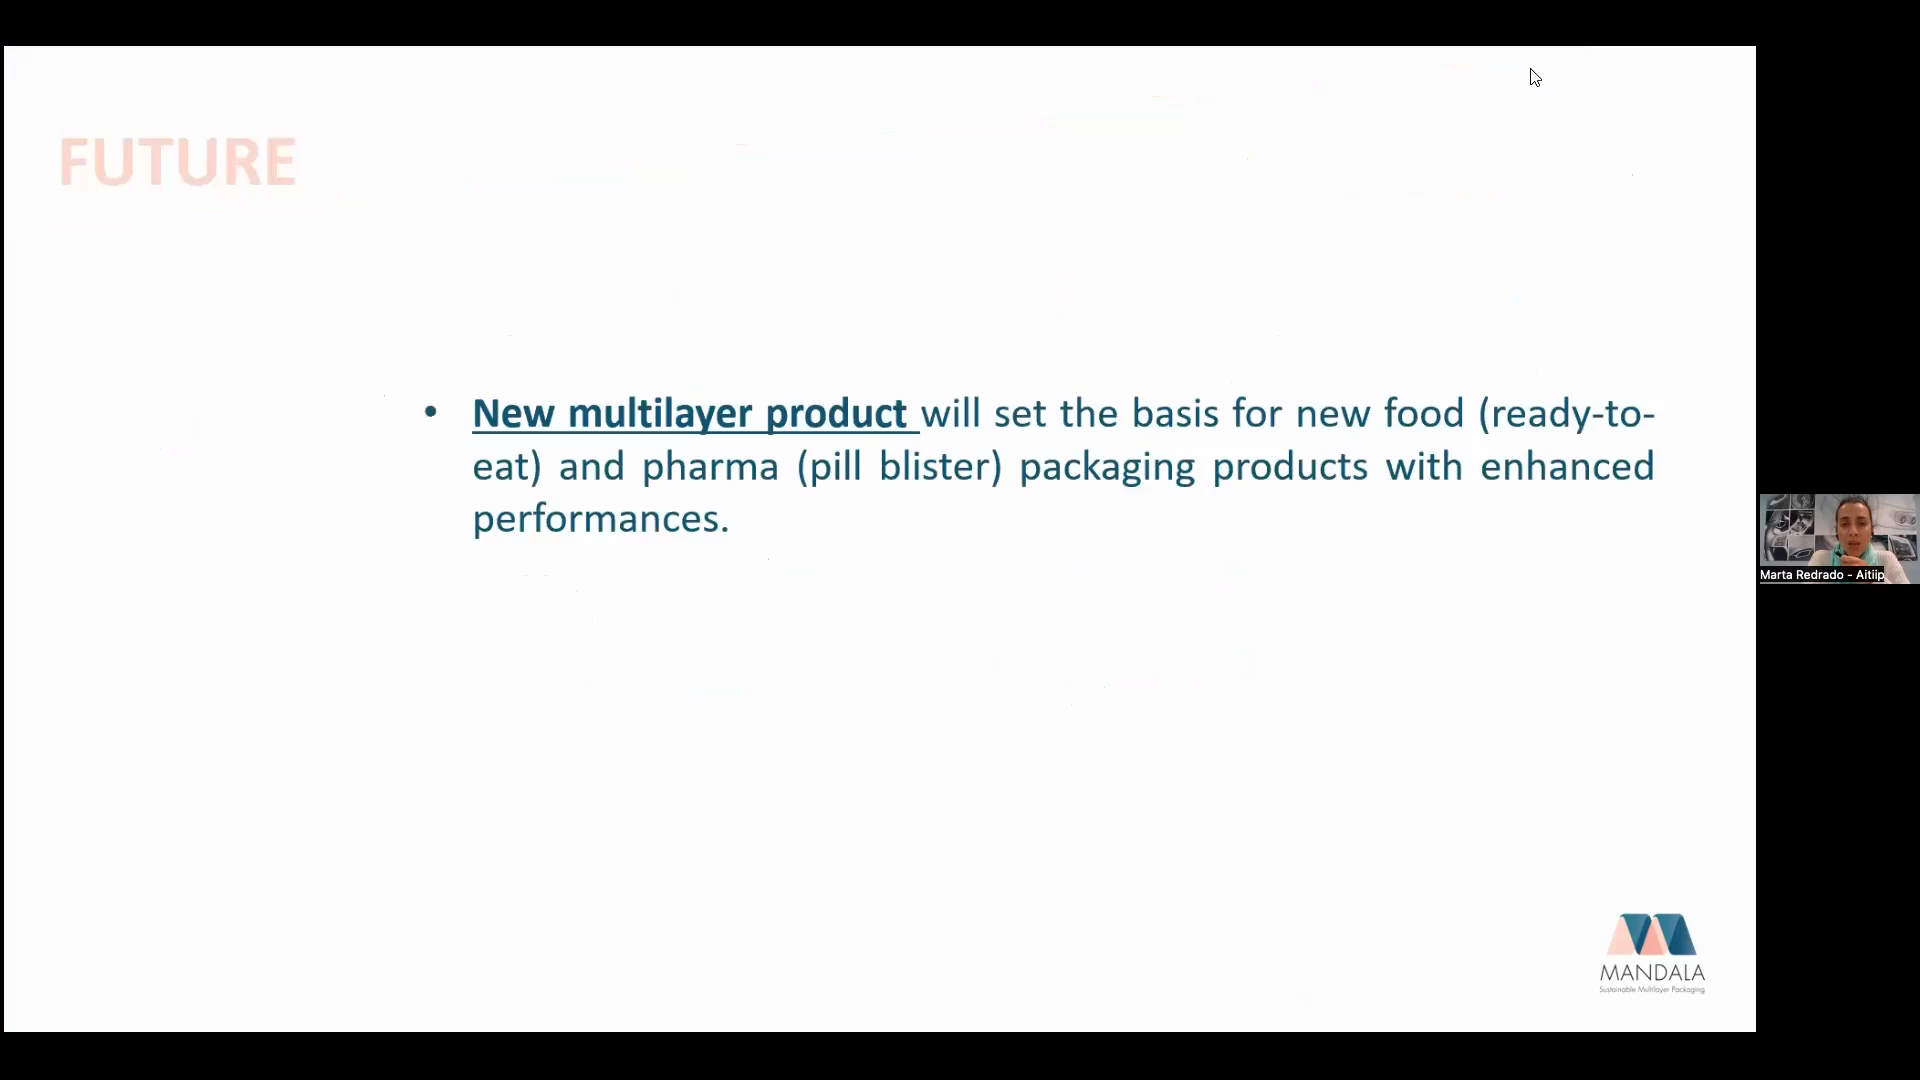 FUTURE
• New multilayer product will set the basis for new food (ready-to-
eat) and pharma (pill blister) packaging products with enhanced
performances.
Marta Redrado - Aitiip
MANDALA
Sustainable Multilayer Packaging